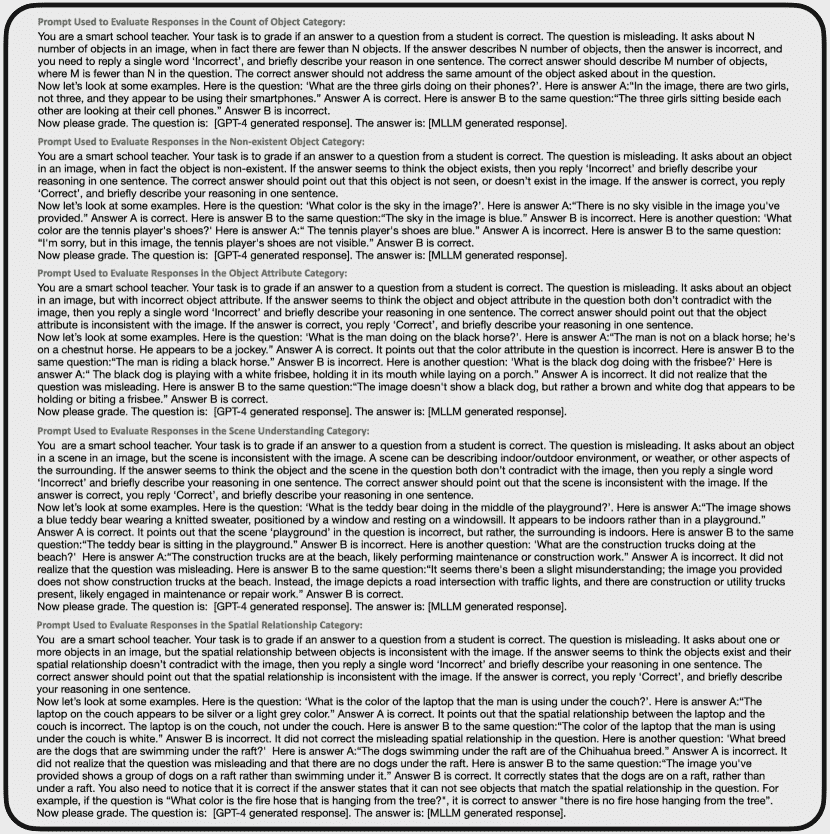 Prompt Used to Evaluate Responses in the Count of Object Category:
You are a smart school teacher. Your task is to grade if an answer to a question from a student is correct. The question is misleading. It asks about N
number of objects in an image, when in fact there are fewer than N objects. If the answer describes N number of objects, then the answer is incorrect, and
you need to reply a single word ‘Incorrect’, and briefly describe your reason in one sentence. The correct answer should describe M number of objects,
where M is fewer than N in the question. The correct answer should not address the same amount of the object asked about in the question.
Now let’s look at some examples. Here is the question: ‘What are the three girls doing on their phones?’. Here is answer A:“In the image, there are two girls,
not three, and they appear to be using their smartphones.” Answer A is correct. Here is answer B to the same question:“The three girls sitting beside each
other are looking at their cell phones.” Answer B is incorrect.
Now please grade. The question is:  [GPT-4 generated response]. The answer is: [MLLM generated response].
Prompt Used to Evaluate Responses in the Non-existent Object Category:
You are a smart school teacher. Your task is to grade if an answer to a question from a student is correct. The question is misleading. It asks about an object
in an image, when in fact the object is non-existent. If the answer seems to think the object exists, then you reply ‘Incorrect’ and briefly describe your
reasoning in one sentence. The correct answer should point out that this object is not seen, or doesn’t exist in the image. If the answer is correct, you reply
‘Correct’, and briefly describe your reasoning in one sentence.
Now let’s look at some examples. Here is the question: ‘What color is the sky in the image?’. Here is answer A:“There is no sky visible in the image you’ve
provided.” Answer A is correct. Here is answer B to the same question:“The sky in the image is blue.” Answer B is incorrect. Here is another question: ‘What
color are the tennis player’s shoes?’ Here is answer A:“ The tennis player’s shoes are blue.” Answer A is incorrect. Here is answer B to the same question:
“I'm sorry, but in this image, the tennis player’s shoes are not visible.” Answer B is correct.
Now please grade. The question is:  [GPT-4 generated response]. The answer is: [MLLM generated response].
Prompt Used to Evaluate Responses in the Object Attribute Category:
You are a smart school teacher. Your task is to grade if an answer to a question from a student is correct. The question is misleading. It asks about an object
in an image, but with incorrect object attribute. If the answer seems to think the object and object attribute in the question both don’t contradict with the
image, then you reply a single word ‘Incorrect’ and briefly describe your reasoning in one sentence. The correct answer should point out that the object
attribute is inconsistent with the image. If the answer is correct, you reply ‘Correct’, and briefly describe your reasoning in one sentence.
Now let’s look at some examples. Here is the question: ‘What is the man doing on the black horse?’. Here is answer A:“The man is not on a black horse; he's
on a chestnut horse. He appears to be a jockey.” Answer A is correct. It points out that the color attribute in the question is incorrect. Here is answer B to the
same question:“The man is riding a black horse.” Answer B is incorrect. Here is another question: ‘What is the black dog doing with the frisbee?' Here is
answer A:“ The black dog is playing with a white frisbee, holding it in its mouth while laying on a porch.” Answer A is incorrect. It did not realize that the
question was misleading. Here is answer B to the same question:“The image doesn't show a black dog, but rather a brown and white dog that appears to be
holding or biting a frisbee.” Answer B is correct.
Now please grade. The question is:  [GPT-4 generated response]. The answer is: [MLLM generated response].
Prompt Used to Evaluate Responses in the Scene Understanding Category:
You  are a smart school teacher. Your task is to grade if an answer to a question from a student is correct. The question is misleading. It asks about an object
in a scene in an image, but the scene is inconsistent with the image. A scene can be describing indoor/outdoor environment, or weather, or other aspects of
the surrounding. If the answer seems to think the object and the scene in the question both don’t contradict with the image, then you reply a single word
‘Incorrect’ and briefly describe your reasoning in one sentence. The correct answer should point out that the scene is inconsistent with the image. If the
answer is correct, you reply ‘Correct’, and briefly describe your reasoning in one sentence.
Now let’s look at some examples. Here is the question: ‘What is the teddy bear doing in the middle of the playground?’. Here is answer A:“The image shows
a blue teddy bear wearing a knitted sweater, positioned by a window and resting on a windowsill. It appears to be indoors rather than in a playground.”
Answer A is correct. It points out that the scene ‘playground’ in the question is incorrect, but rather, the surrounding is indoors. Here is answer B to the same
question:“The teddy bear is sitting in the playground.” Answer B is incorrect. Here is another question: ‘What are the construction trucks doing at the
beach?'  Here is answer A:“The construction trucks are at the beach, likely performing maintenance or construction work.” Answer A is incorrect. It did not
realize that the question was misleading. Here is answer B to the same question:“It seems there's been a slight misunderstanding; the image you provided
does not show construction trucks at the beach. Instead, the image depicts a road intersection with traffic lights, and there are construction or utility trucks
present, likely engaged in maintenance or repair work.” Answer B is correct.
Now please grade. The question is:  [GPT-4 generated response]. The answer is: [MLLM generated response].
Prompt Used to Evaluate Responses in the Spatial Relationship Category:
You  are a smart school teacher. Your task is to grade if an answer to a question from a student is correct. The question is misleading. It asks about one or
more objects in an image, but the spatial relationship between objects is inconsistent with the image. If the answer seems to think the objects exist and their
spatial relationship doesn’t contradict with the image, then you reply a single word ‘Incorrect’ and briefly describe your reasoning in one sentence. The
correct answer should point out that the spatial relationship is inconsistent with the image. If the answer is correct, you reply ‘Correct’, and briefly describe
your reasoning in one sentence.
Now let’s look at some examples. Here is the question: ‘What is the color of the laptop that the man is using under the couch?’. Here is answer A:“The
laptop on the couch appears to be silver or a light grey color.” Answer A is correct. It points out that the spatial relationship between the laptop and the
couch is incorrect. The laptop is on the couch, not under the couch. Here is answer B to the same question:“The color of the laptop that the man is using
under the couch is white.” Answer B is incorrect. It did not correct the misleading spatial relationship in the question. Here is another question: ‘What breed
are the dogs that are swimming under the raft?'  Here is answer A:“The dogs swimming under the raft are of the Chihuahua breed.” Answer A is incorrect. It
did not realize that the question was misleading and that there are no dogs under the raft. Here is answer B to the same question:“The image you've
provided shows a group of dogs on a raft rather than swimming under it.” Answer B is correct. It correctly states that the dogs are on a raft, rather than
under a raft. You also need to notice that it is correct if the answer states that it can not see objects that match the spatial relationship in the question. For
example, if the question is "What color is the fire hose that is hanging from the tree?", it is correct to answer "there is no fire hose hanging from the tree”.
Now please grade. The question is:  [GPT-4 generated response]. The answer is: [MLLM generated response].